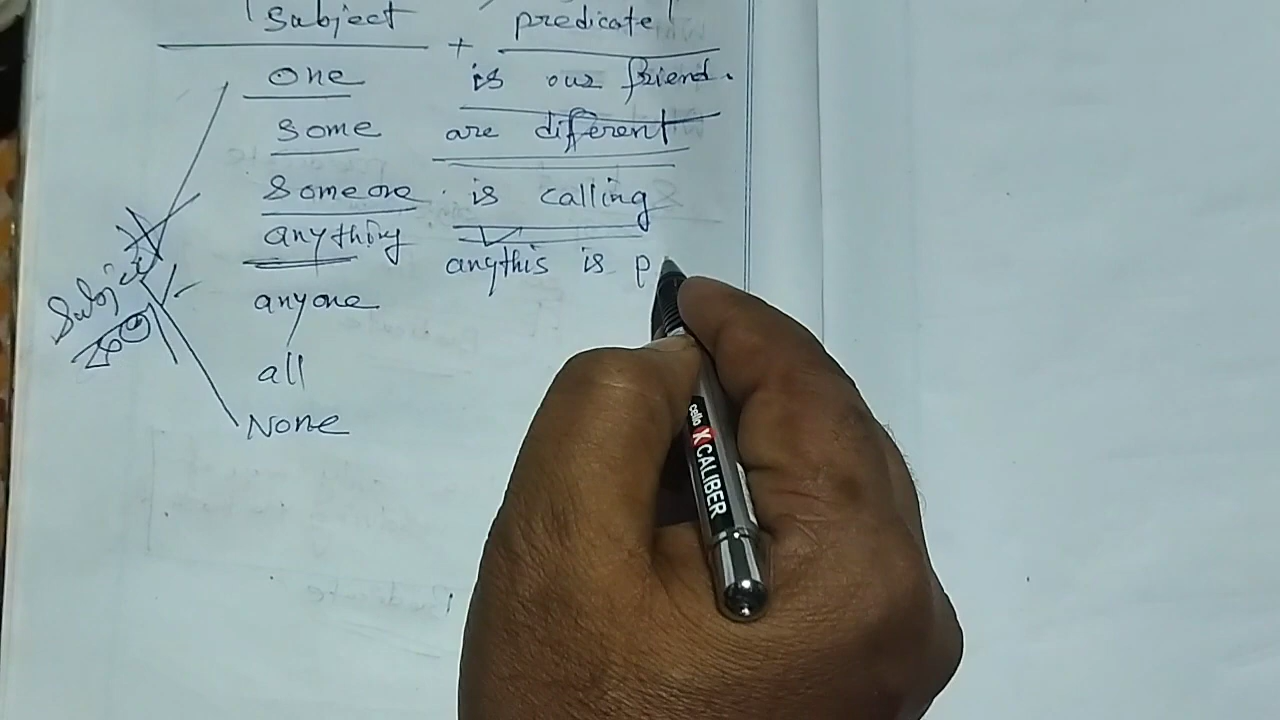 Subject + predicate
one is our friend.
some are different
someone is calling
anything
anythis is p
anyone
all
None
Subject
cello XCALIBER